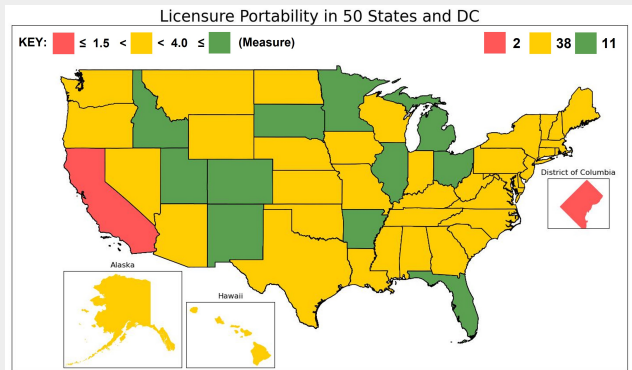 Licensure Portability in 50 States and DC
KEY: ≤ 1.5 < < 4.0 ≤ (Measure) 2 38 11
District of Columbia
Alaska
Hawaii